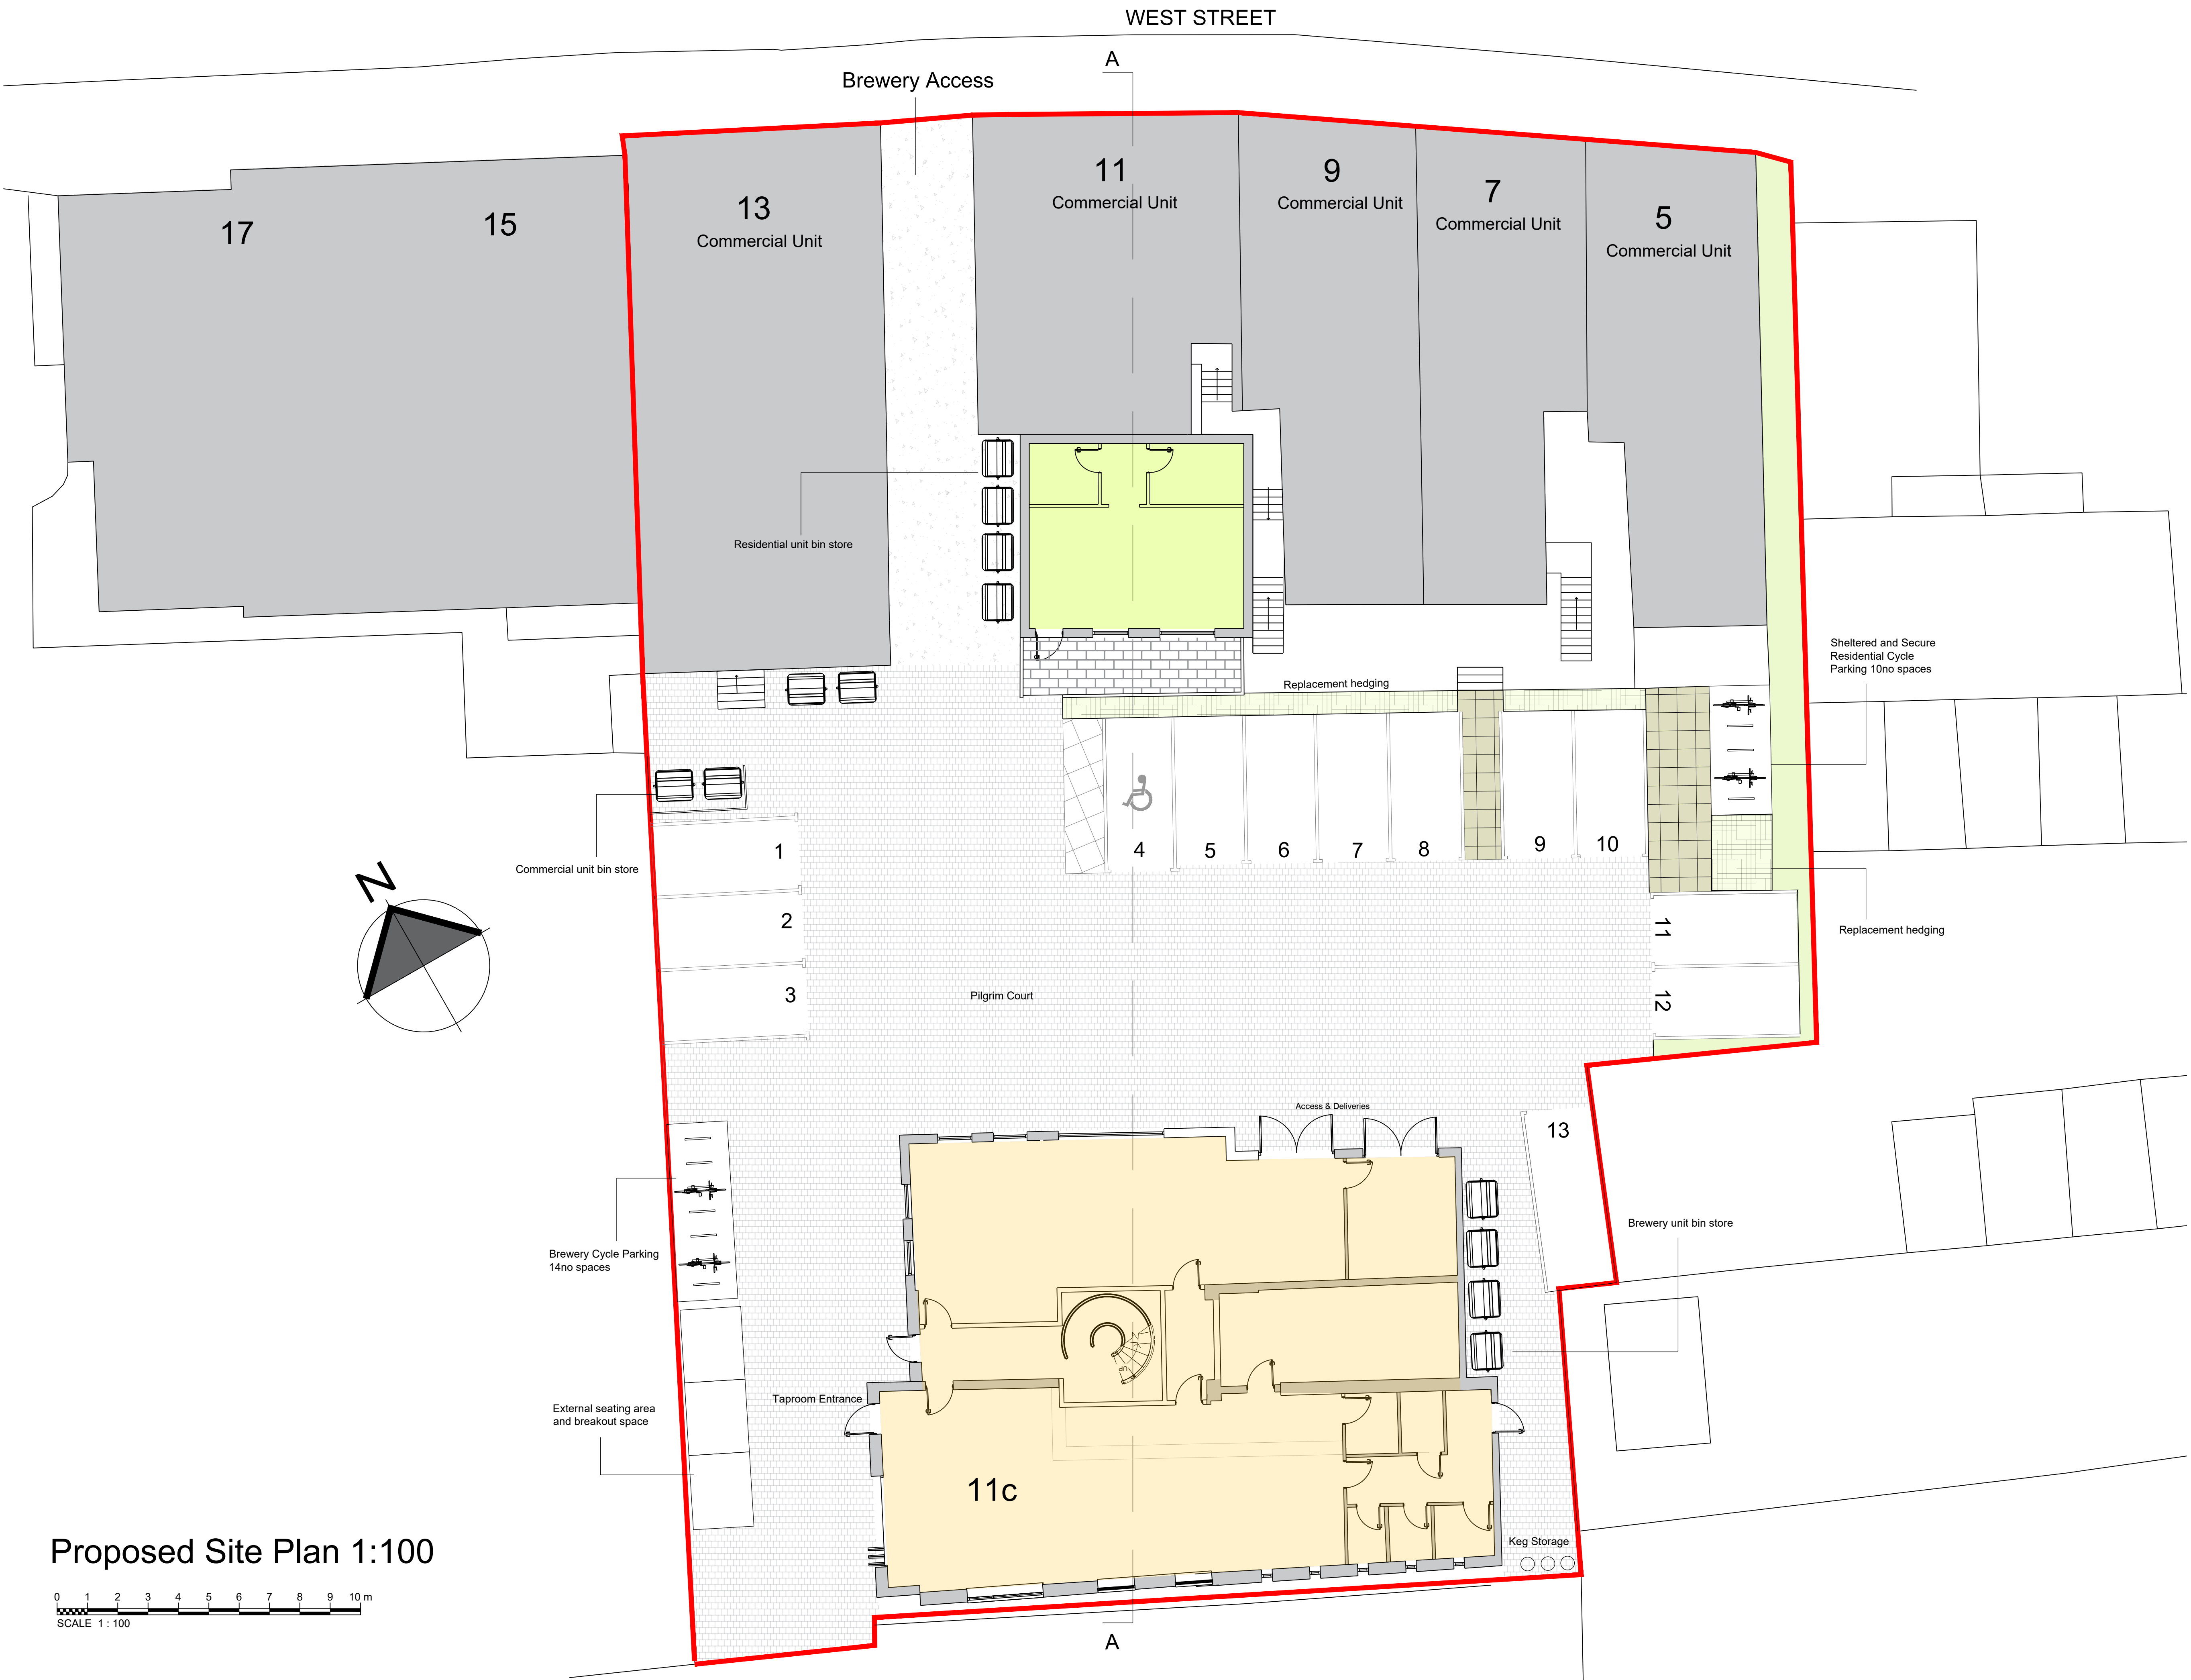 WEST STREET
A
Brewery Access
17
15
13
Commercial Unit
11
Commercial Unit
9
Commercial Unit
7
Commercial Unit
5
Commercial Unit
Residential unit bin store
Sheltered and Secure
Residential Cycle
Parking 10no spaces
Replacement hedging
Commercial unit bin store
1
2
3
4
5
6
7
8
9
10
11
12
Replacement hedging
N
Pilgrim Court
Access & Deliveries
13
Brewery Cycle Parking
14no spaces
Brewery unit bin store
Taproom Entrance
External seating area
and breakout space
11c
Keg Storage
Proposed Site Plan 1:100
0 1 2 3 4 5 6 7 8 9 10 m
SCALE 1 : 100
A